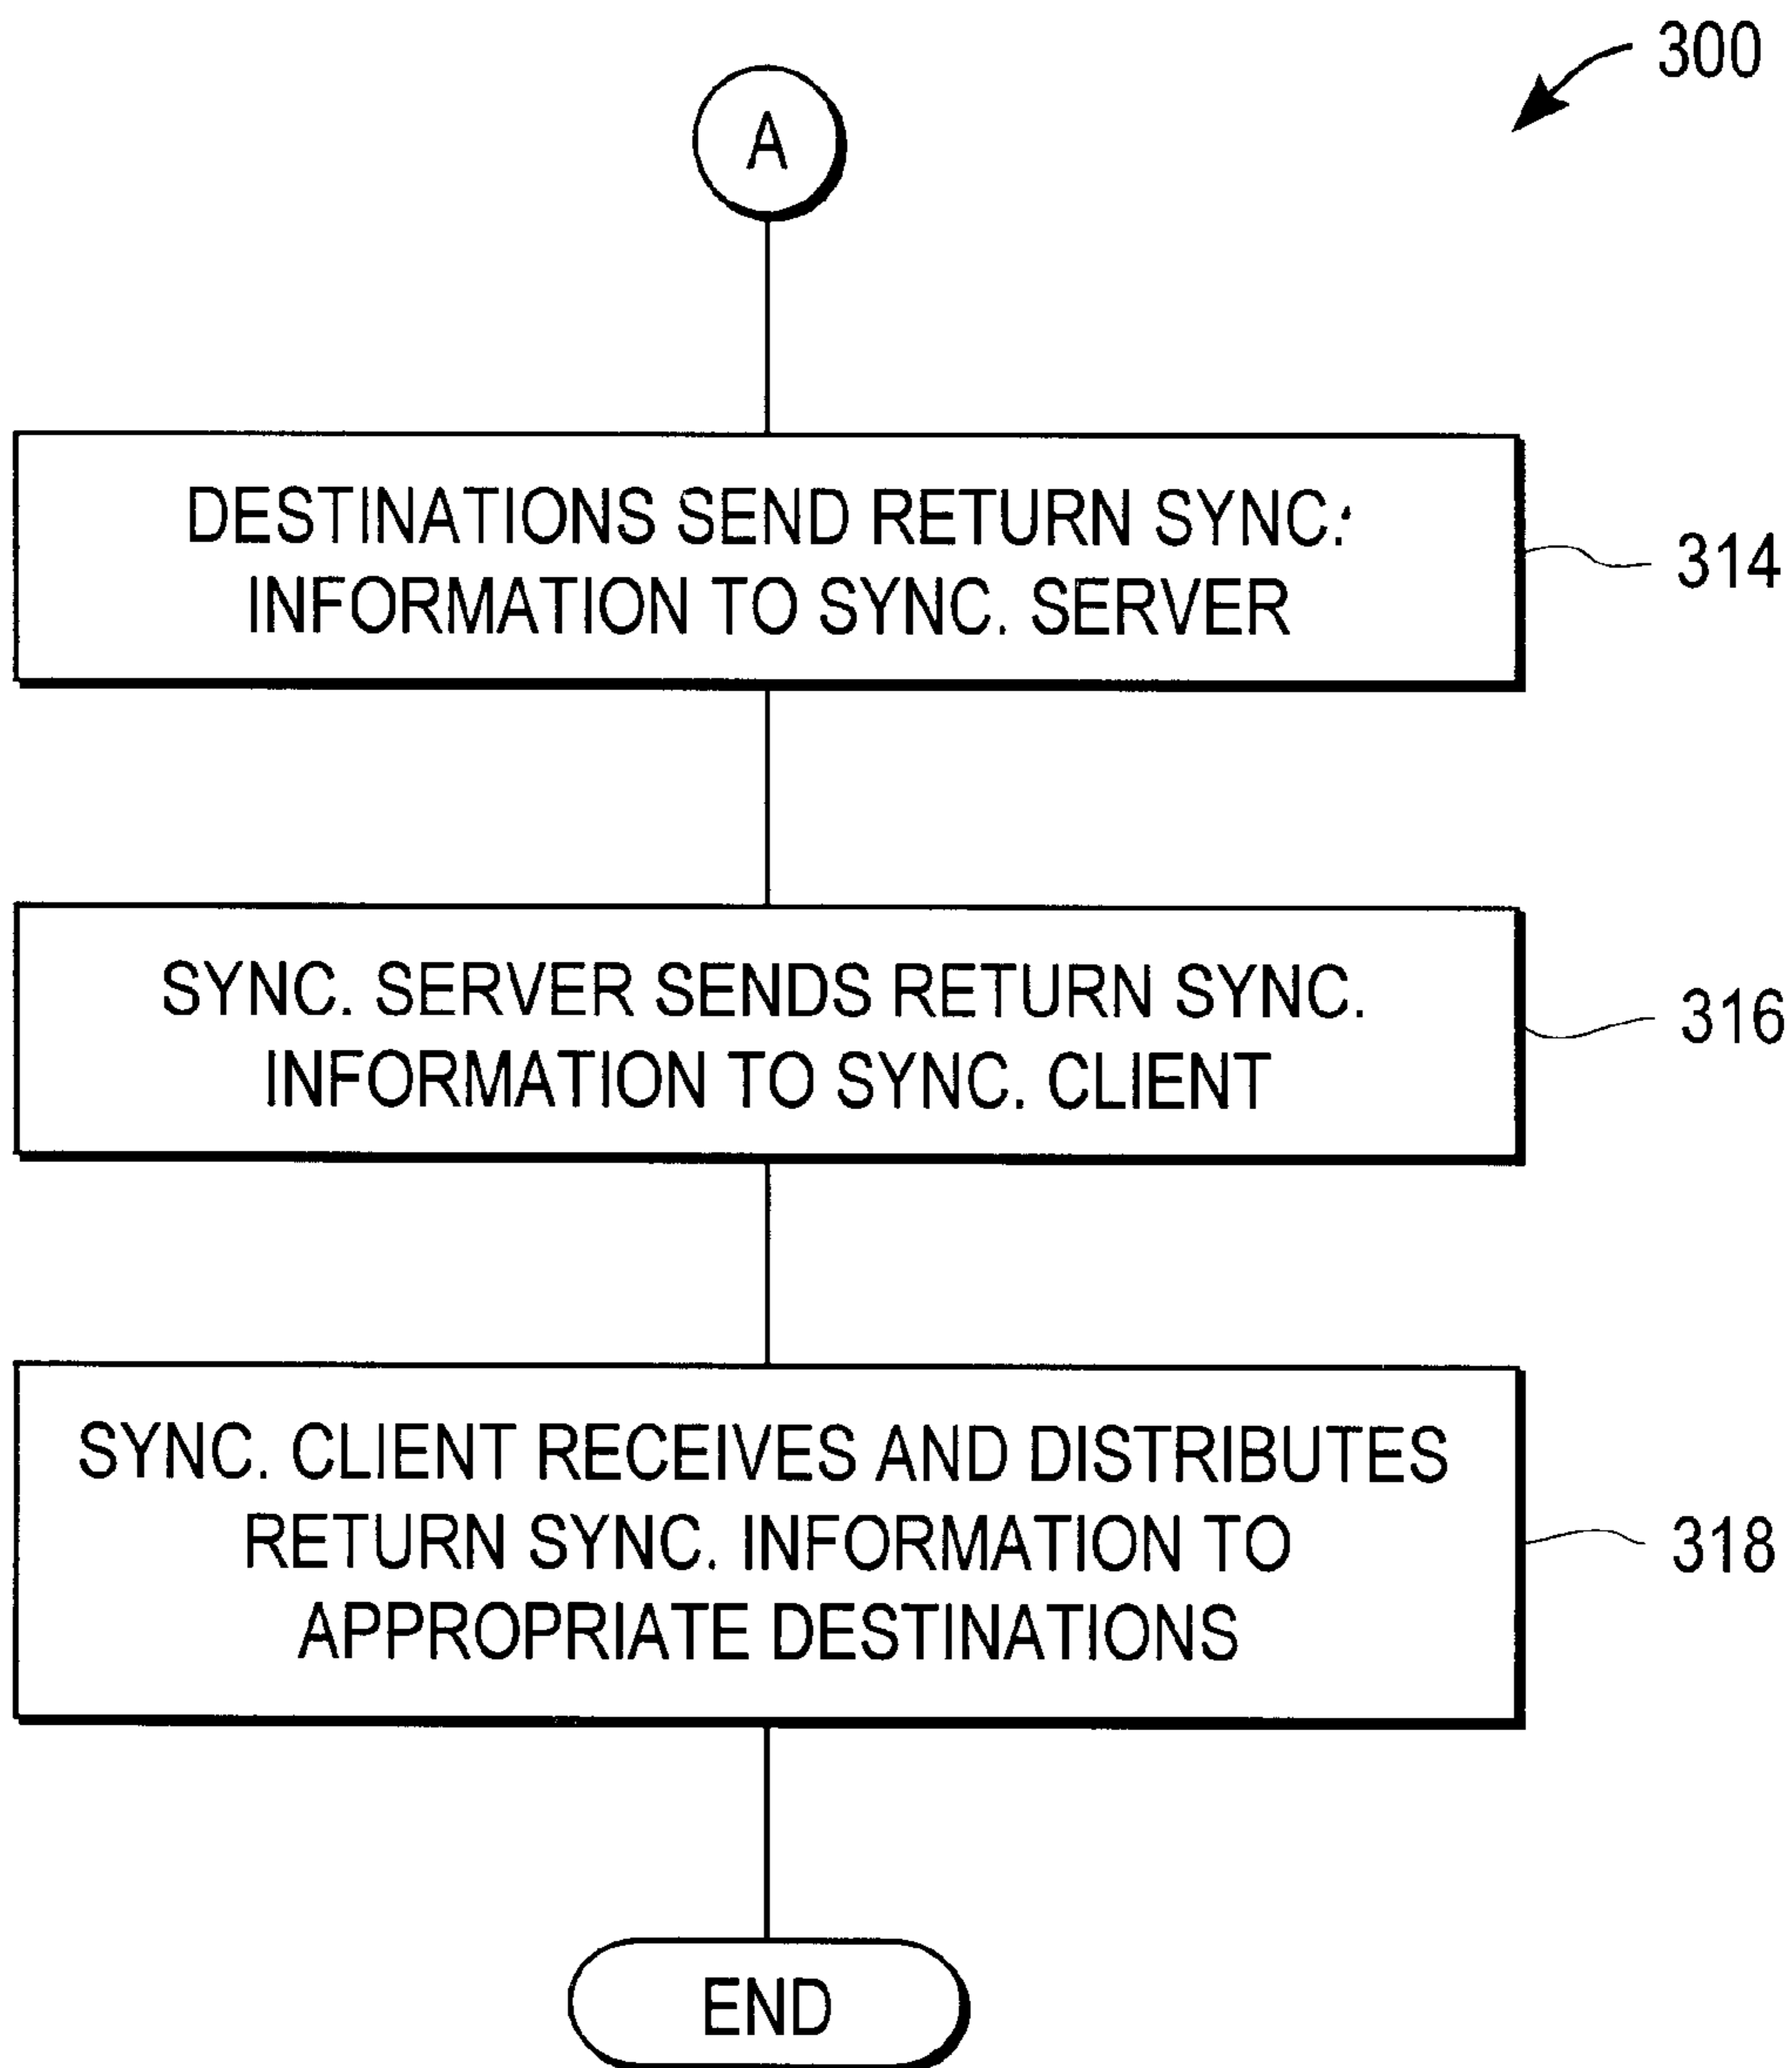 300
A
DESTINATIONS SEND RETURN SYNC.
INFORMATION TO SYNC. SERVER
314
SYNC. SERVER SENDS RETURN SYNC.
INFORMATION TO SYNC. CLIENT
316
SYNC. CLIENT RECEIVES AND DISTRIBUTES
RETURN SYNC. INFORMATION TO
APPROPRIATE DESTINATIONS
318
END